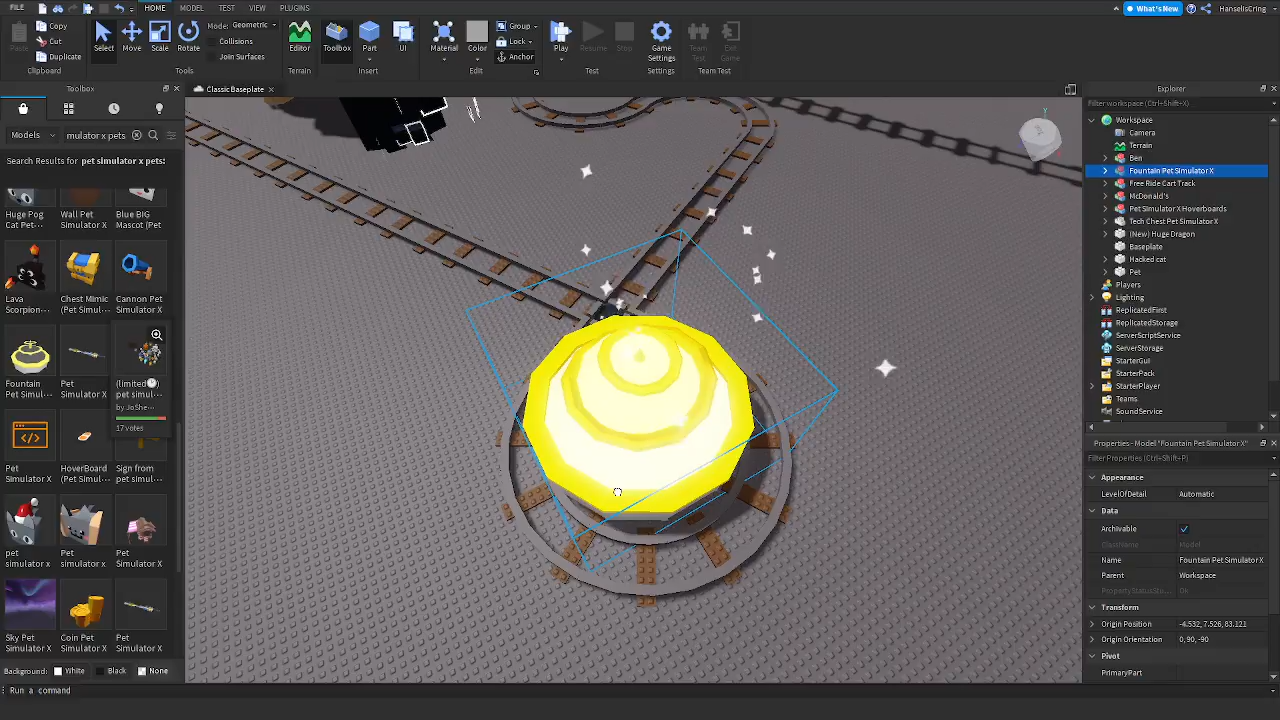 FILE HOME MODEL TEST VIEW PLUGINS What's New HanselisCring
Copy Cut Duplicate Paste Clipboard
Select Move Scale Rotate Mode: Geometric Collisions Join Surfaces Tools
Editor Terrain
Toolbox Part UI Insert
Material Color Group Lock Anchor Edit
Play Resume Stop Test
Game Settings Settings
Team Test Exit Game Team Test
Toolbox
ClassicBaseplate
Models mulator x pets
Search Results for pet simulator x pets:
Huge Pog Cat Pet-···
Wall Pet Simulator X
Blue BIG Mascot (Pet
Lava Scorpion-···
Chest Mimic (Pet Simul···
Cannon Pet Simulator X
Fountain Pet Simul···
Pet Simulator X
(limited) pet simul···
by JoShe-···
17 votes
Pet Simulator X
HoverBoard (Pet Simul···
Sign from pet simul···
pet simulator x
Pet simulator x
Pet simulator x
Sky Pet Simulator X
Coin Pet Simulator X
Pet Simulator X
Background: White Black None
Run a command
Explorer
Filter workspace (Ctrl+Shift+X)
Workspace
Camera
Terrain
Ben
Fountain Pet Simulator X
Free Ride Cart Track
McDonald's
Pet Simulator X Hoverboards
Tech Chest Pet Simulator X
(New) Huge Dragon
Baseplate
Hacked cat
Pet
Players
Lighting
ReplicatedFirst
ReplicatedStorage
ServerScriptService
ServerStorage
StarterGui
StarterPack
StarterPlayer
Teams
SoundService
Properties - Model "Fountain Pet Simulator X"
Filter Properties (Ctrl+Shift+P)
Appearance
LevelOfDetail Automatic
Data
Archivable
ClassName Model
Name Fountain Pet Simulator X
Parent Workspace
PropertyStatusStu... Ok
Transform
Origin Position -4.532, 7.526, 83.121
Origin Orientation 0, 90, -90
Pivot
PrimaryPart